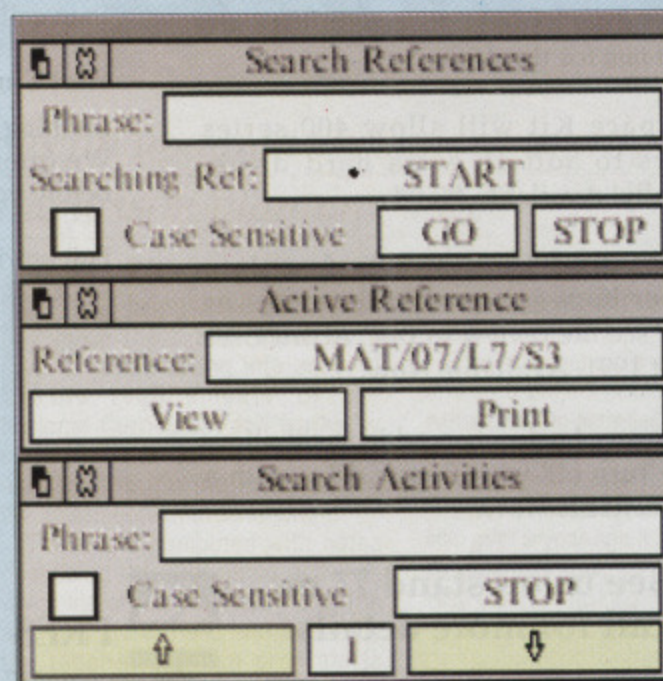 Search References
Phrase:
Searching Ref: START
Case Sensitive GO STOP
Active Reference
Reference: MAT/07/L7/S3
View Print
Search Activities
Phrase:
Case Sensitive STOP
1